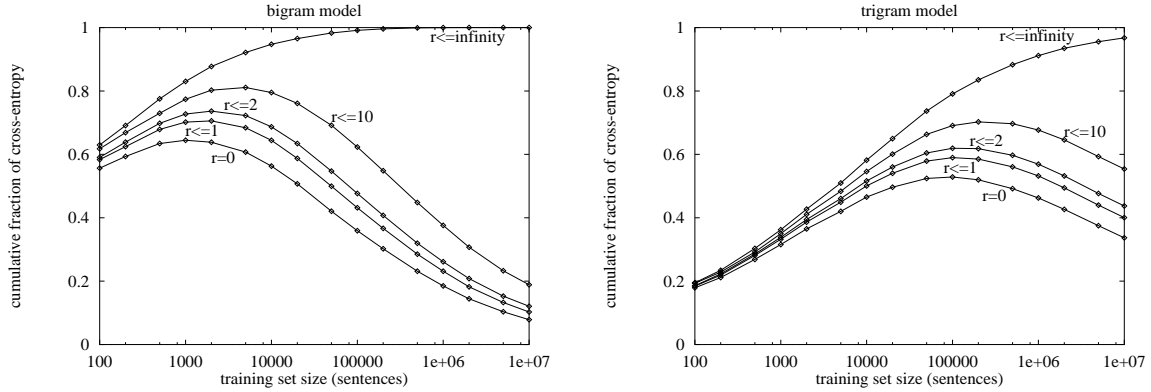 bigram model
cumulative fraction of cross-entropy
1
0.8
0.6
0.4
0.2
0
r<=infinity
r<=10
r<=2
r<=1
r=0
100 1000 10000 100000 1e+06 1e+07
training set size (sentences)
trigram model
cumulative fraction of cross-entropy
1
0.8
0.6
0.4
0.2
0
r<=infinity
r<=10
r<=2
r<=1
r=0
100 1000 10000 100000 1e+06 1e+07
training set size (sentences)